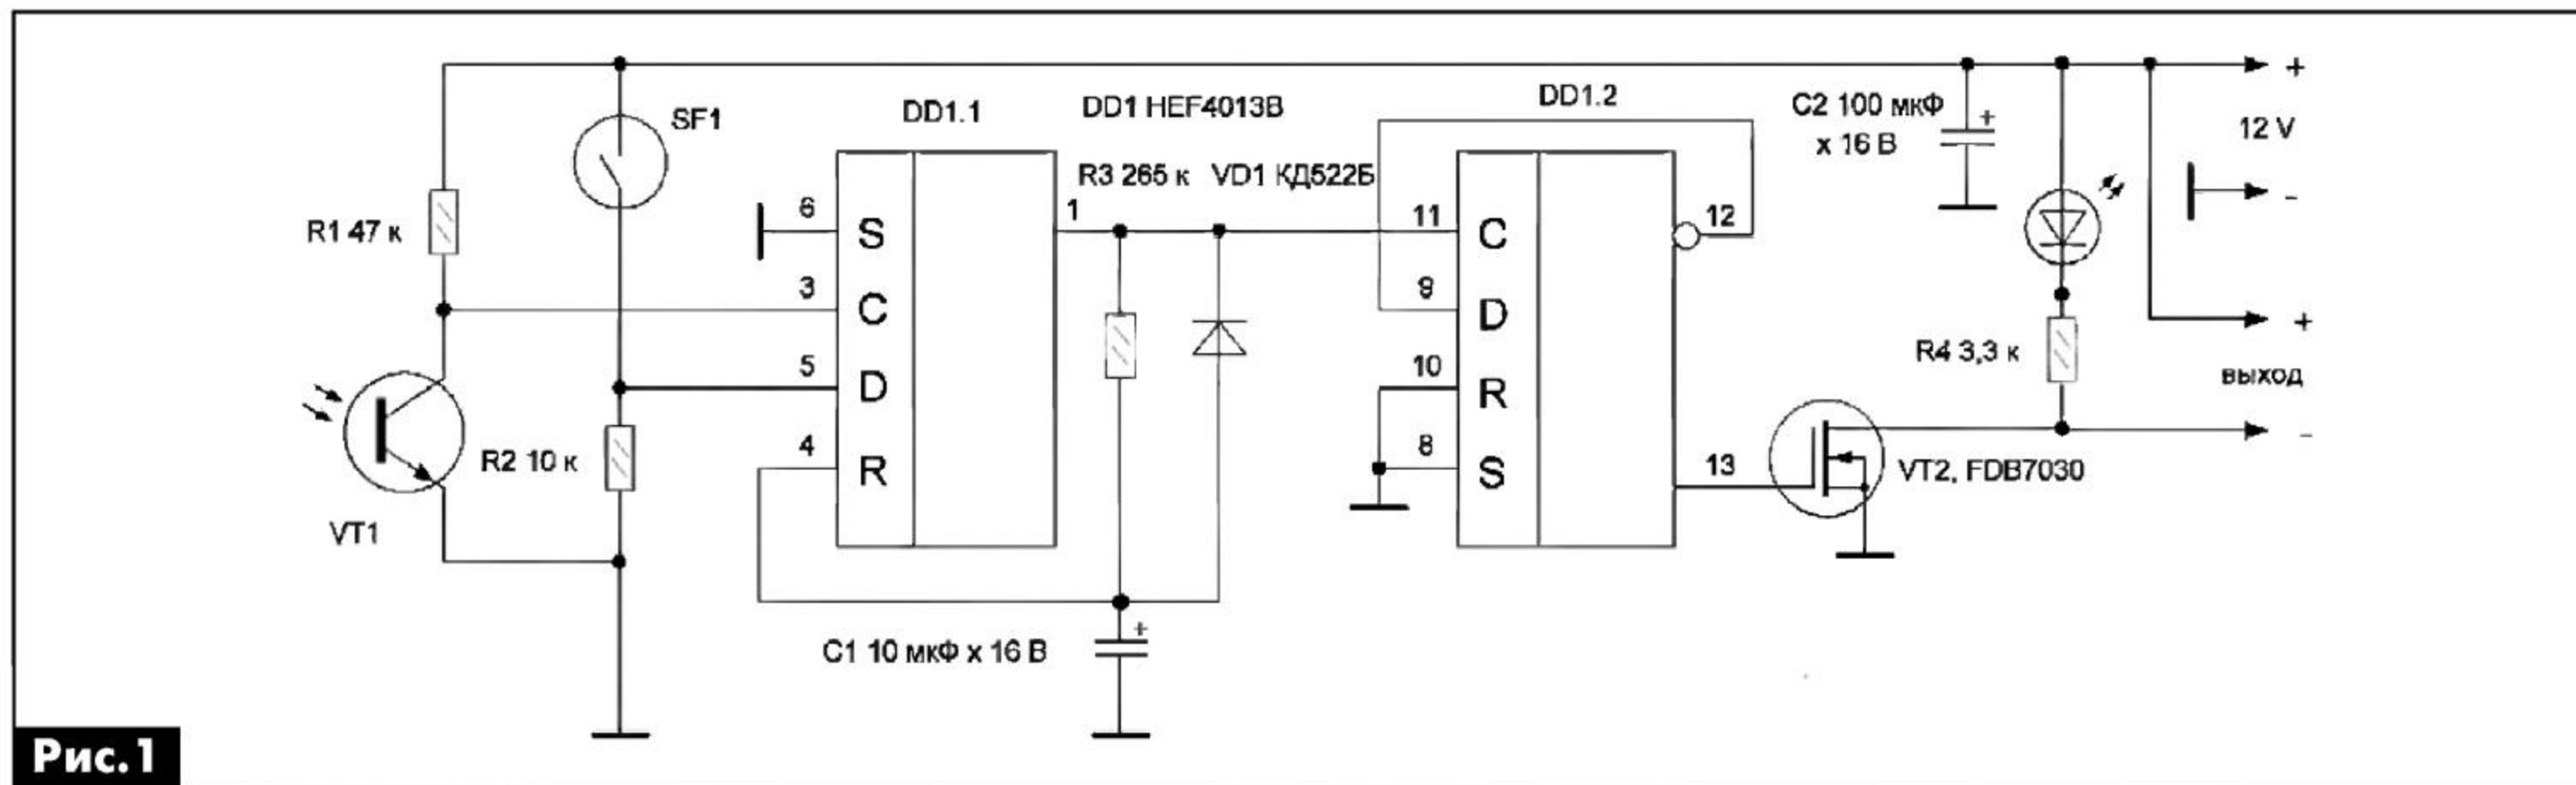 SF1
DD1.1
DD1 HEF4013B
DD1.2
C2 100 мкФ
x 16 В
+
+
12 V
-
R1 47 к
R3 265 к
VD1 КД522Б
6
S
1
11
C
12
3
C
9
D
5
D
10
R
4
R
8
S
13
R2 10 к
VT1
C1 10 мкФ x 16 В
+
R4 3,3 к
+
выход
-
VT2, FDB7030
Рис.1